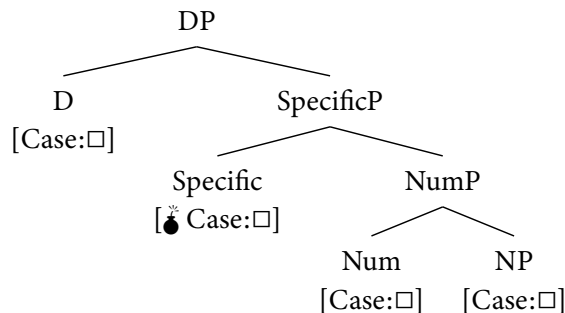 DP
D SpecificP
[Case:□]
Specific NumP
[💣Case:□]
Num NP
[Case:□] [Case:□]